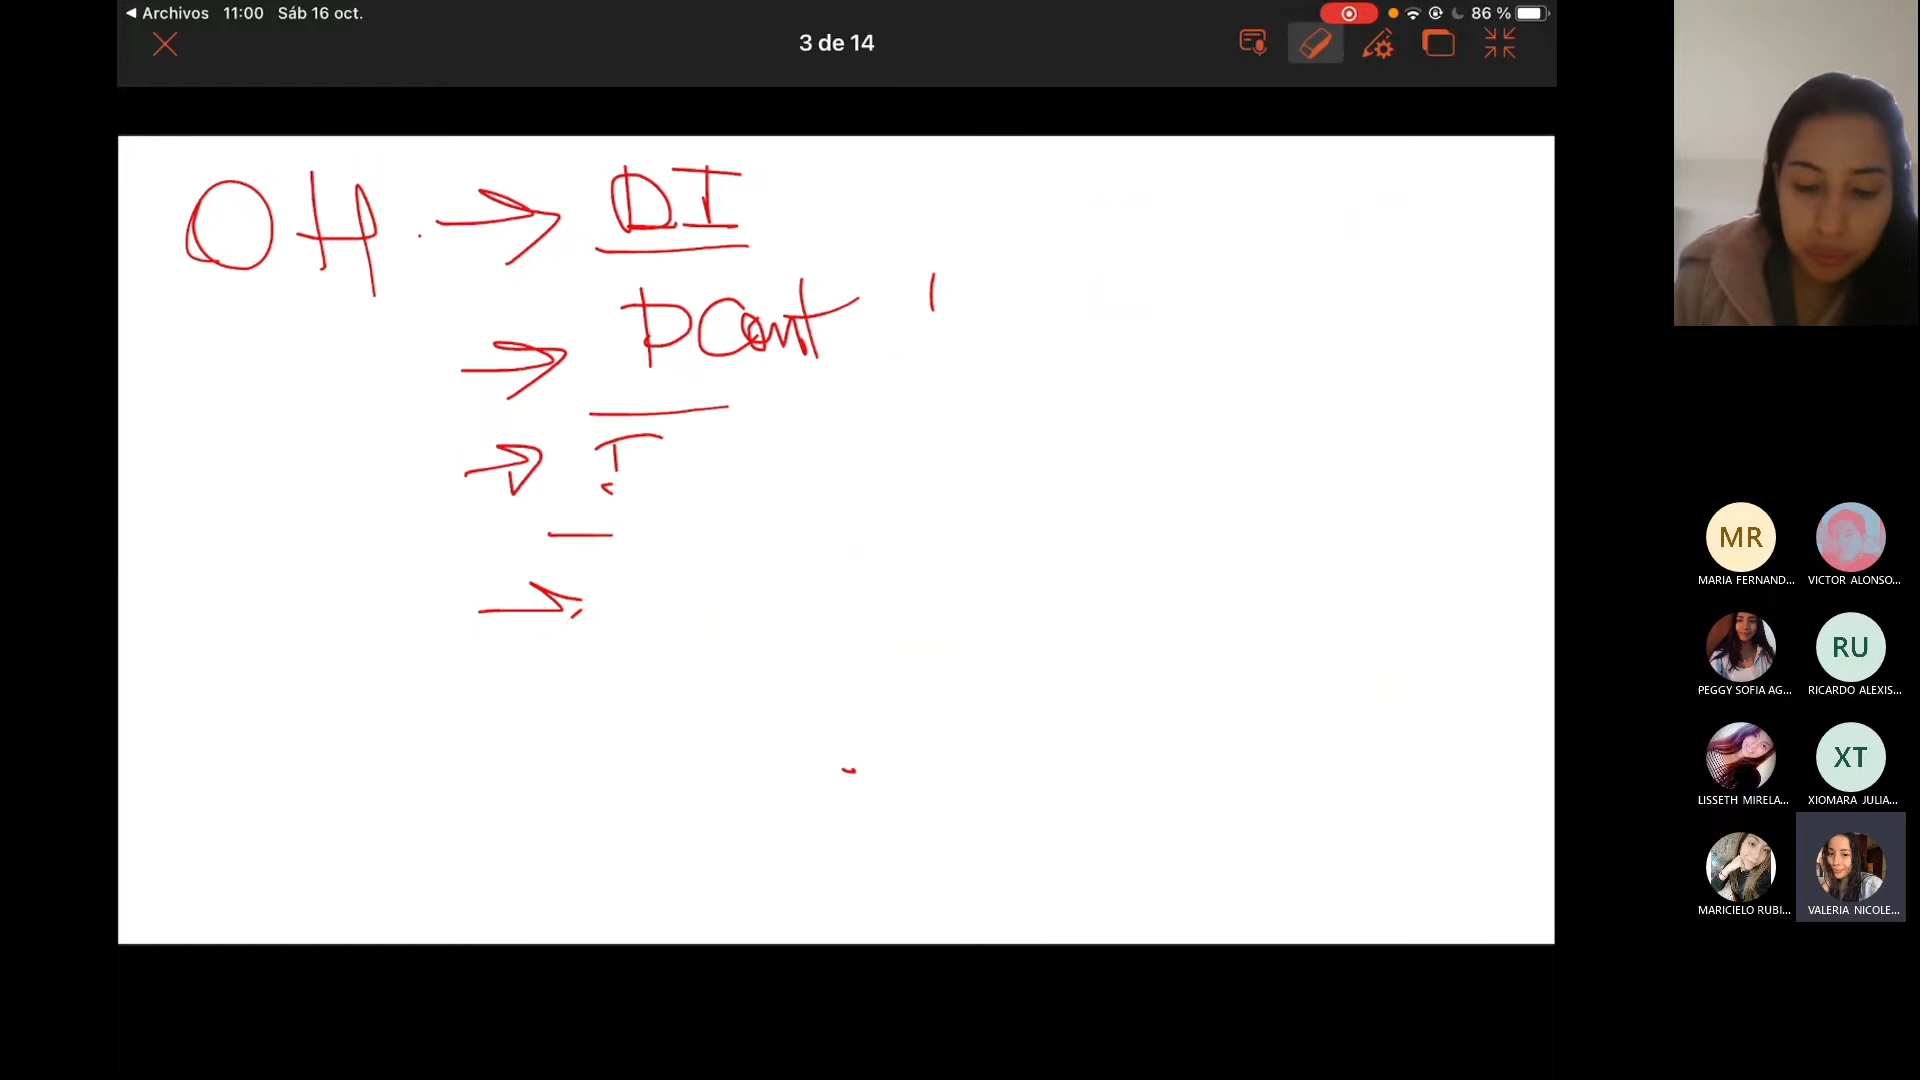 Archivos 11:00 Sáb 16 oct.
86 %
3 de 14
OH → DI
→ DCont
→ I
→
MR
MARIA FERNAND...
VICTOR ALONSO...
PEGGY SOFIA AG...
RU
RICARDO ALEXIS...
LISSETH MIRELA...
XT
XIOMARA JULIA...
MARICIELO RUBI...
VALERIA NICOLE...